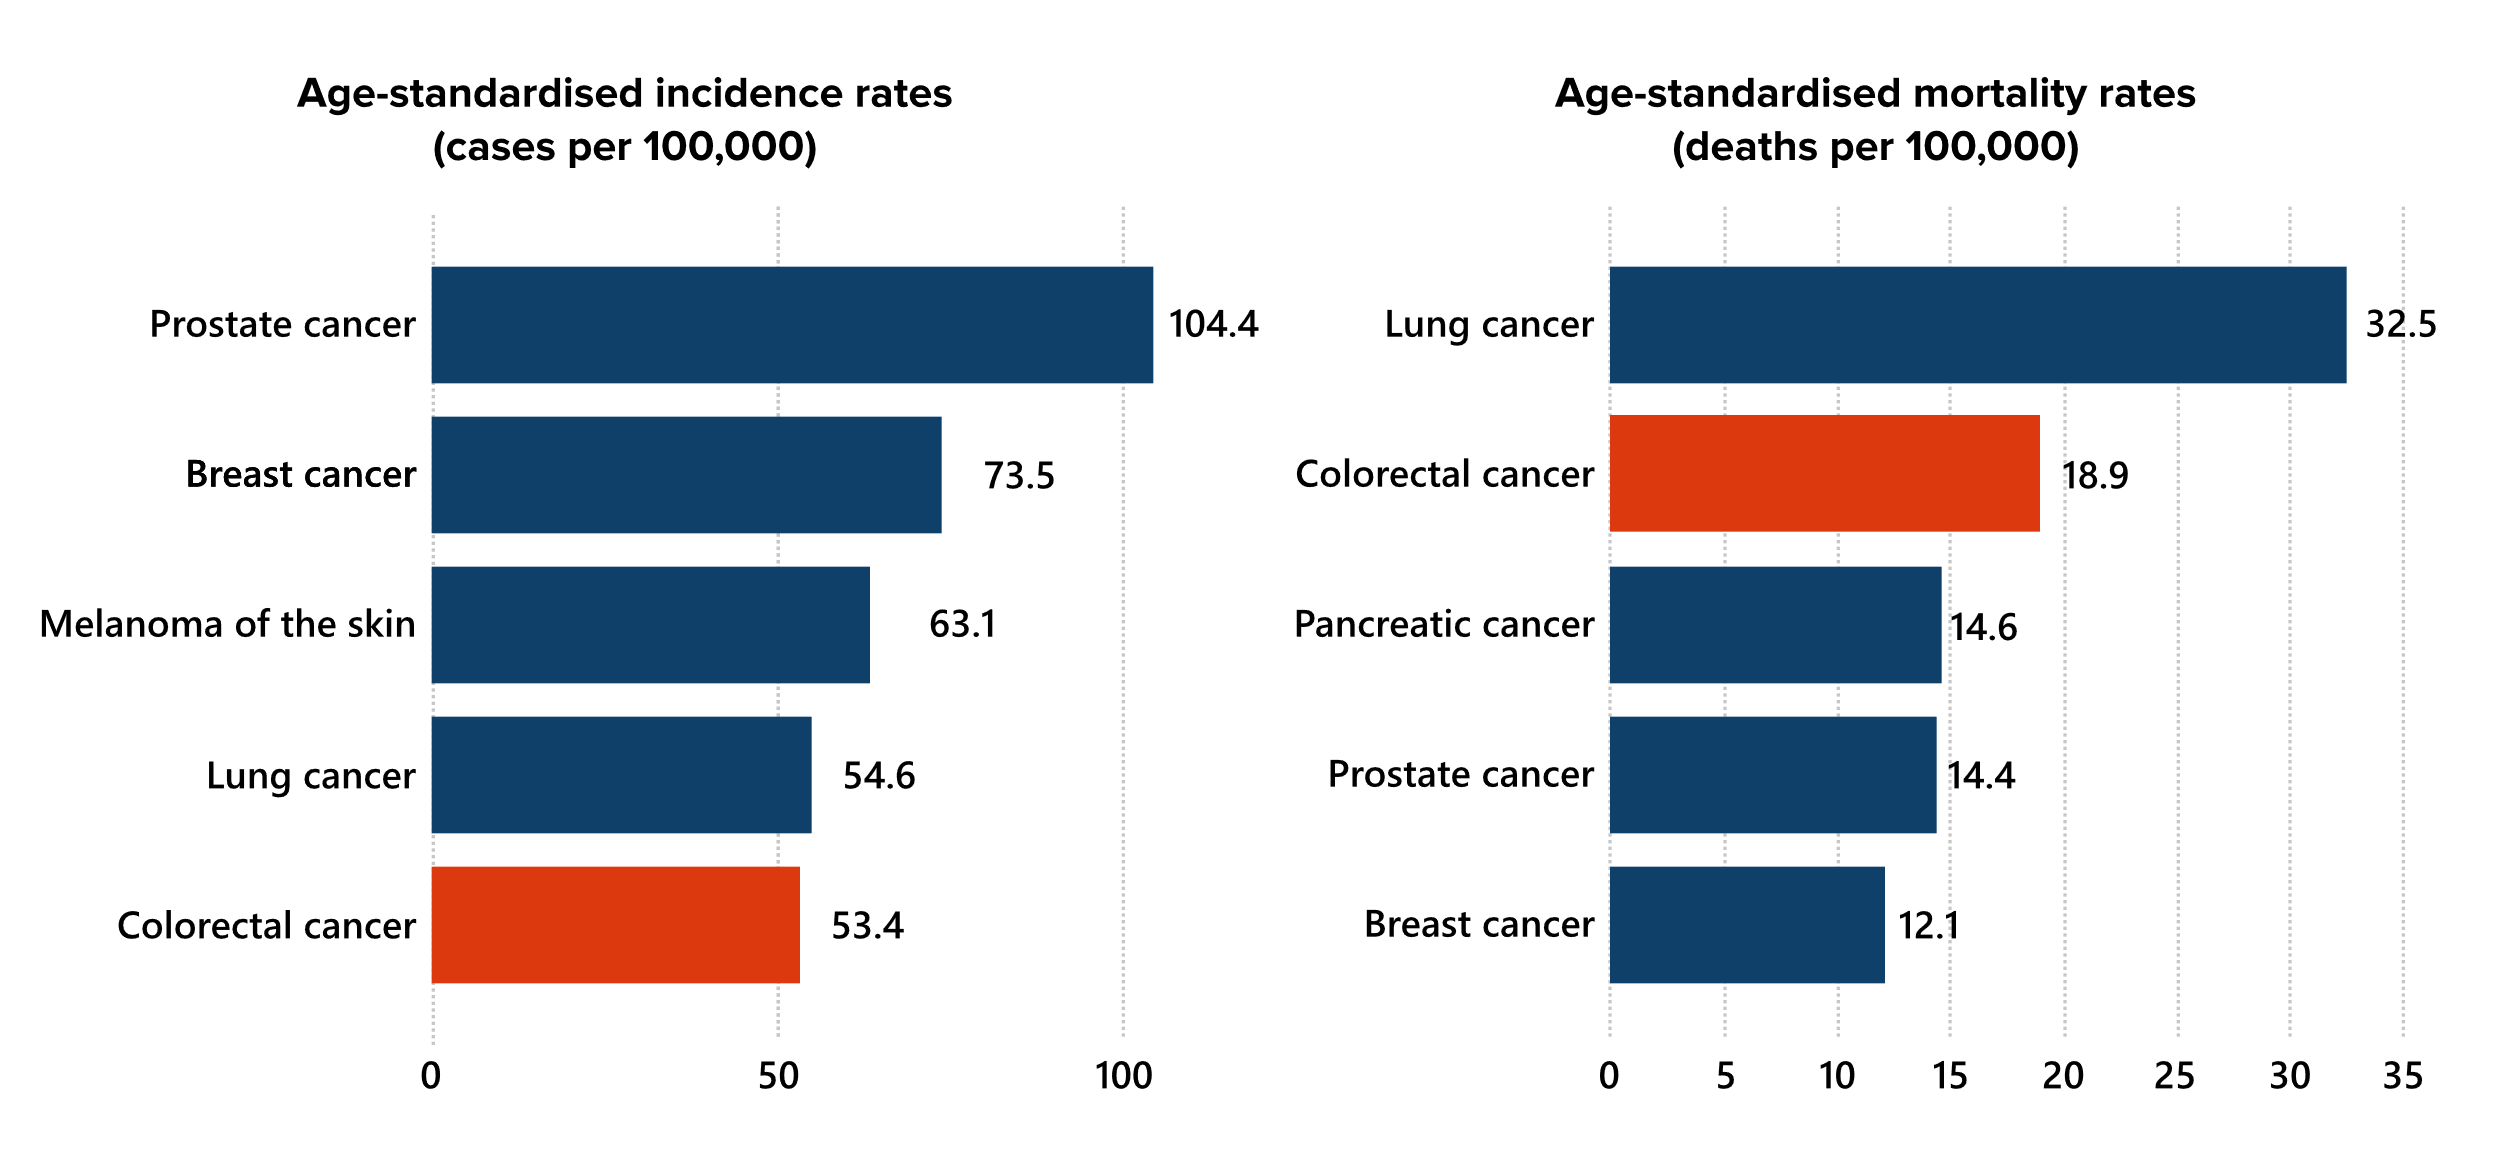 Age-standardised incidence rates
(cases per 100,000)
Prostate cancer 104.4
Breast cancer 73.5
Melanoma of the skin 63.1
Lung cancer 54.6
Colorectal cancer 53.4
0 50 100
Age-standardised mortality rates
(deaths per 100,000)
Lung cancer 32.5
Colorectal cancer 18.9
Pancreatic cancer 14.6
Prostate cancer 14.4
Breast cancer 12.1
0 5 10 15 20 25 30 35